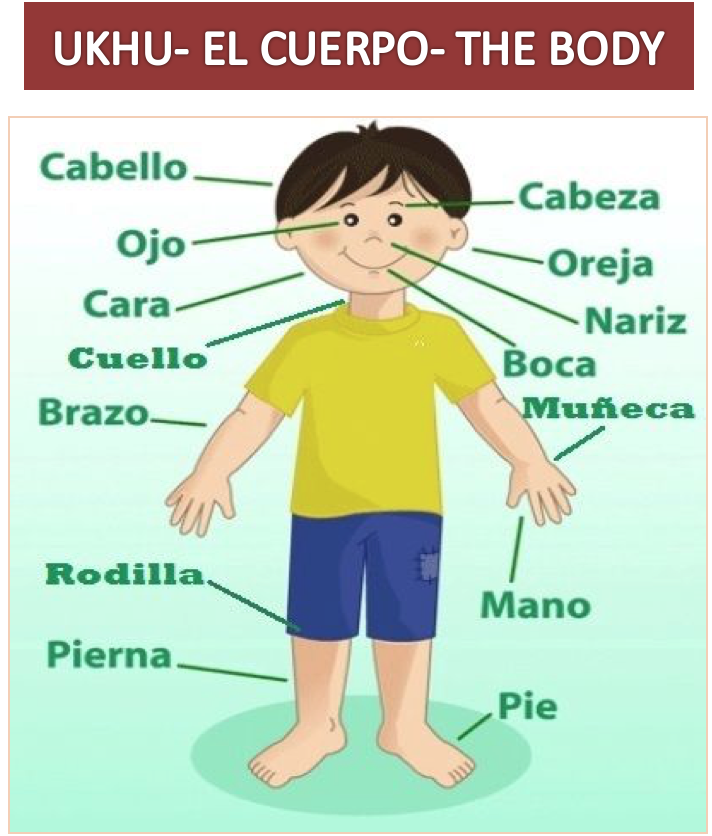 UKHU- EL CUERPO- THE BODY
Cabello
Cabeza
Ojo
Oreja
Cara
Nariz
Cuello
Boca
Brazo
Muñeca
Rodilla
Mano
Pierna
Pie